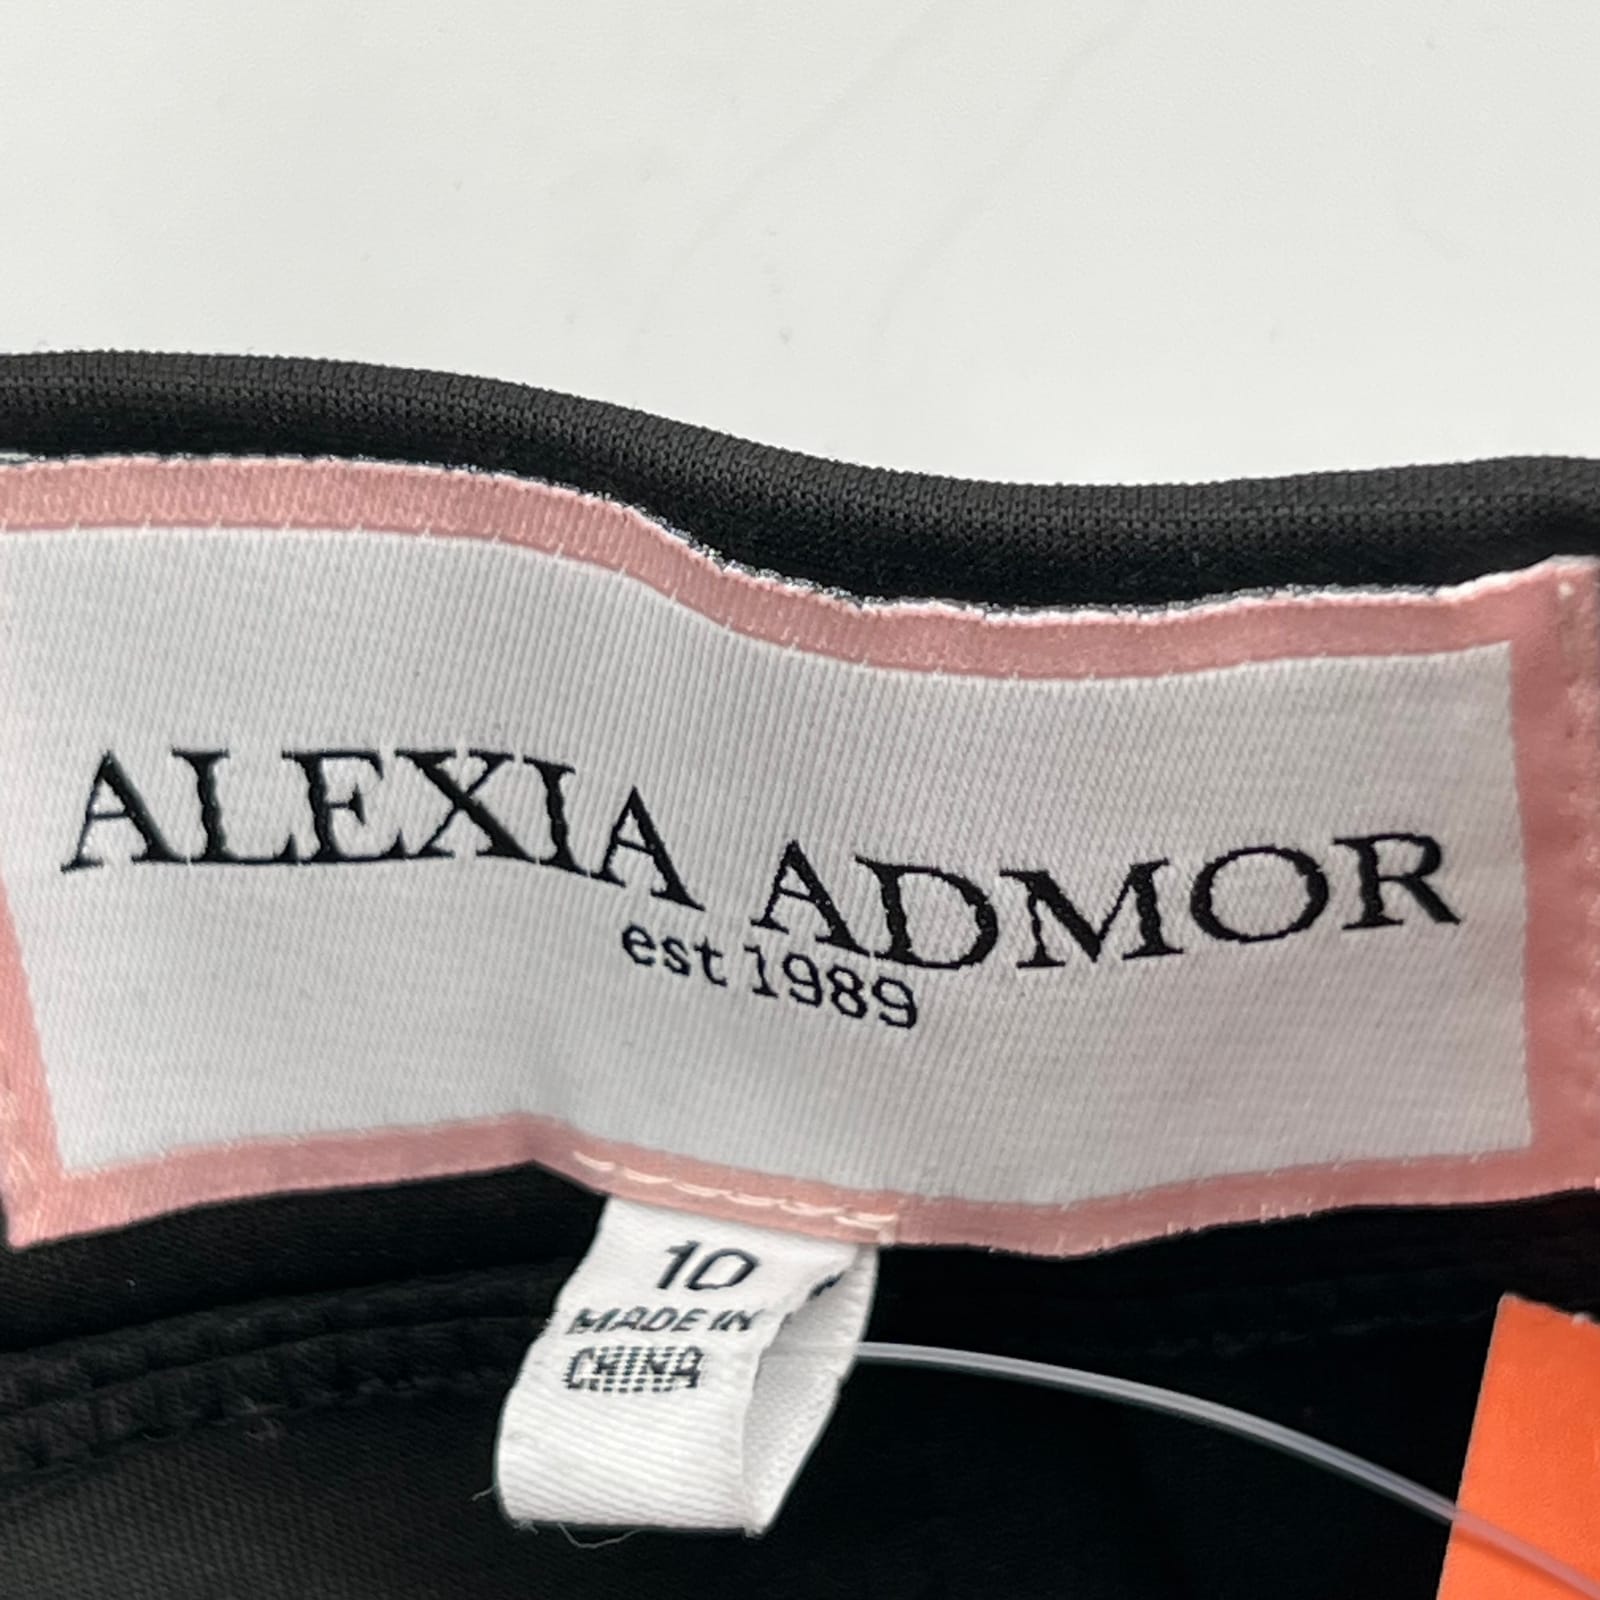 ALEXIA ADMOR
est 1989
10
MADE IN
CHINA